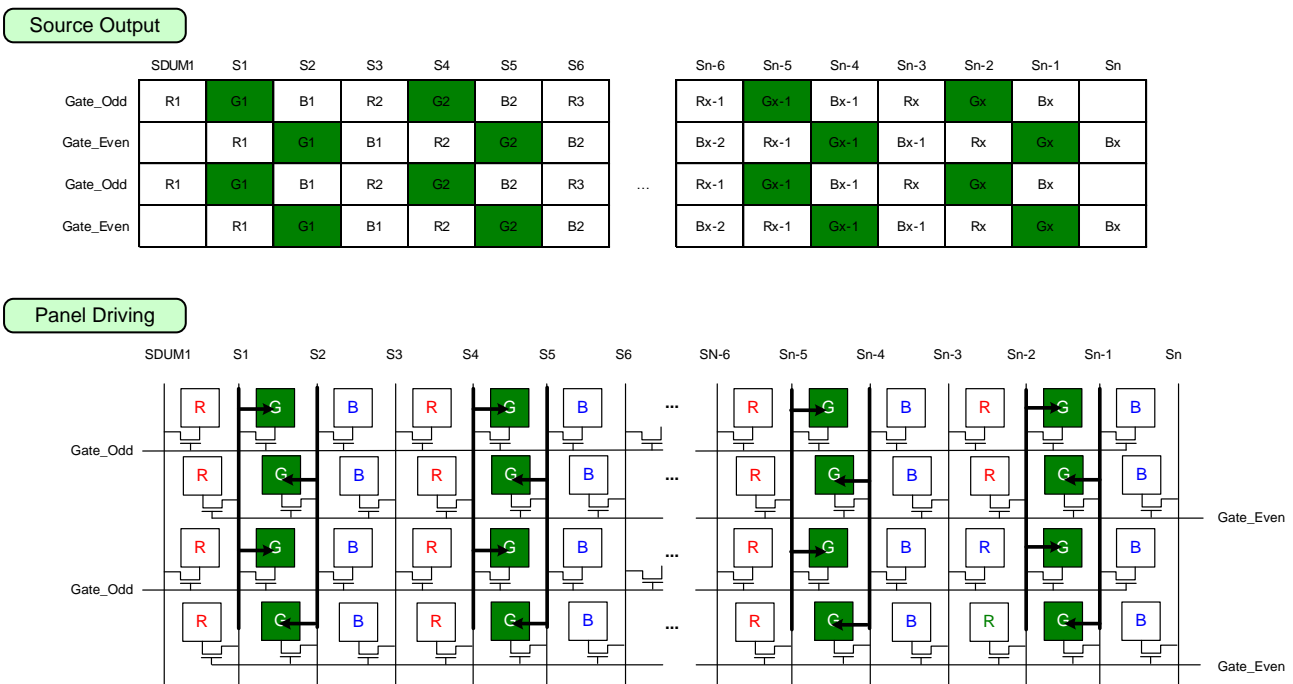 Source Output
SDUM1 S1 S2 S3 S4 S5 S6 Sn-6 Sn-5 Sn-4 Sn-3 Sn-2 Sn-1 Sn
Gate_Odd R1 G1 B1 R2 G2 B2 R3 Rx-1 Gx-1 Bx-1 Rx Gx Bx
Gate_Even R1 G1 B1 R2 G2 B2 Bx-2 Rx-1 Gx-1 Bx-1 Rx Gx Bx
Gate_Odd R1 G1 B1 R2 G2 B2 R3 ... Rx-1 Gx-1 Bx-1 Rx Gx Bx
Gate_Even R1 G1 B1 R2 G2 B2 Bx-2 Rx-1 Gx-1 Bx-1 Rx Gx Bx
Panel Driving
SDUM1 S1 S2 S3 S4 S5 S6 SN-6 Sn-5 Sn-4 Sn-3 Sn-2 Sn-1 Sn
R G B R G B ... R G B R G B
Gate_Odd
R G B R G B ... R G B R G B
Gate_Even
R G B R G B ... R G B R G B
Gate_Odd
R G B R G B ... R G B R G B
Gate_Even